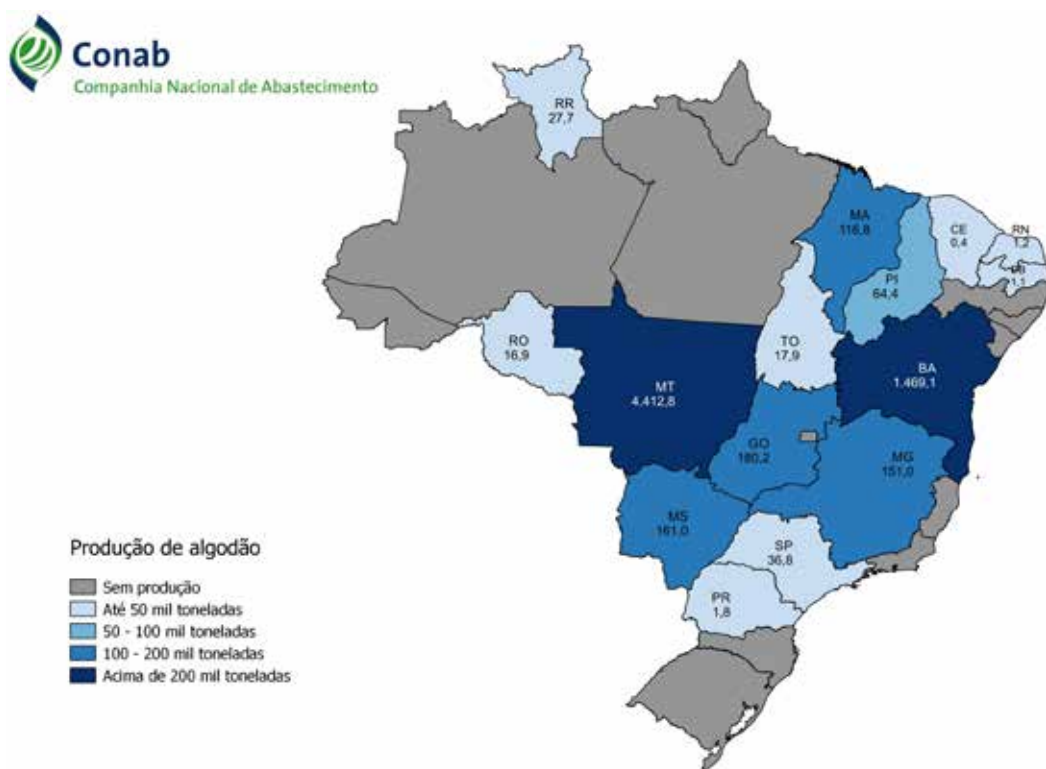 Conab
Companhia Nacional de Abastecimento
RR
27,7
MA
116,8
CE
0,4
RN
1,2
PB
1,1
PI
64,4
RO
16,9
TO
17,9
BA
1.469,1
MT
4.412,8
GO
180,2
MG
151,0
MS
161,0
SP
36,8
PR
1,8
Produção de algodão
Sem produção
Até 50 mil toneladas
50 - 100 mil toneladas
100 - 200 mil toneladas
Acima de 200 mil toneladas